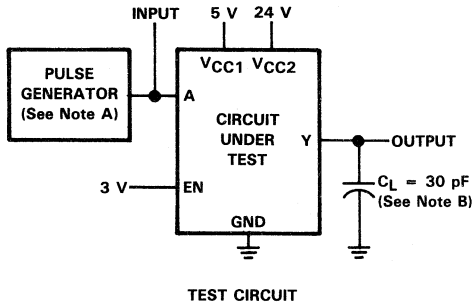 INPUT
5 V 24 V
PULSE
GENERATOR
(See Note A)
VCC1 VCC2
A
CIRCUIT
UNDER
TEST
Y
OUTPUT
3 V
EN
CL = 30 pF
(See Note B)
GND
TEST CIRCUIT